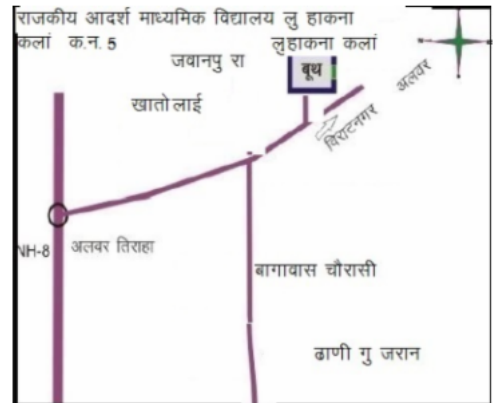 राजकीय आदर्श माध्यमिक विद्यालय लु हाकना
कलां क.न. 5
लुहाकना कलां
जवानपु रा
बूथ
अलवर
खातोलाई
विराटनगर
NH-8
अलवर तिराहा
बागावास चौरासी
ढाणी गु जरान